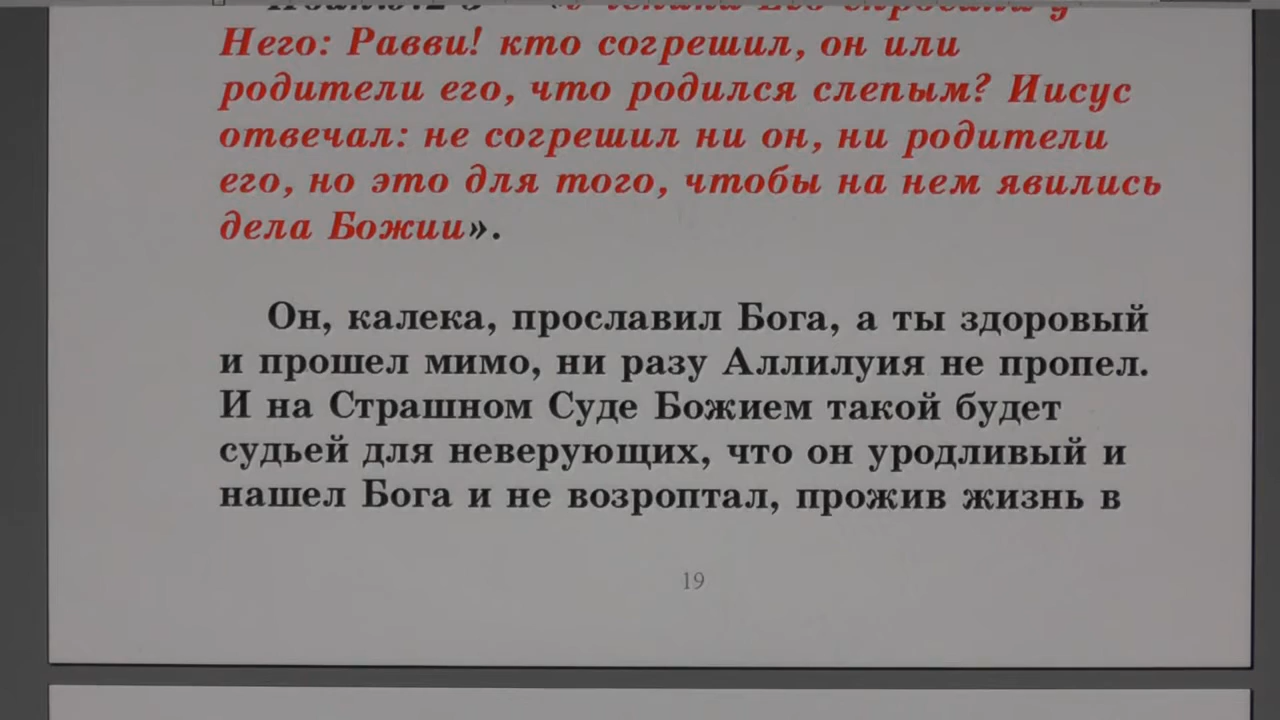 Него: Равви! кто согрешил, он или
родители его, что родился слепым? Иисус
отвечал: не согрешил ни он, ни родители
его, но это для того, чтобы на нем явились
дела Божии».
Он, калека, прославил Бога, а ты здоровый
и прошел мимо, ни разу Аллилуия не пропел.
И на Страшном Суде Божием такой будет
судьей для неверующих, что он уродливый и
нашел Бога и не возроптал, прожив жизнь в
19